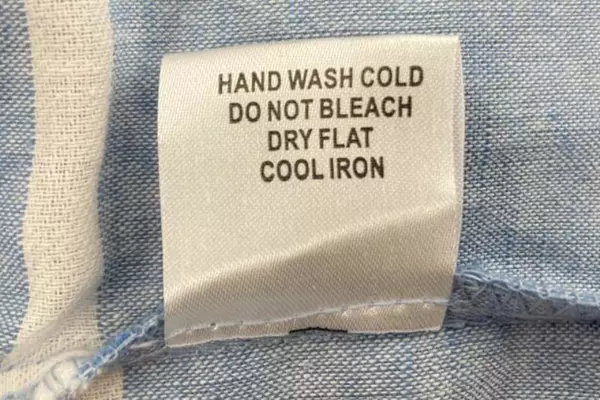 HAND WASH COLD
DO NOT BLEACH
DRY FLAT
COOL IRON